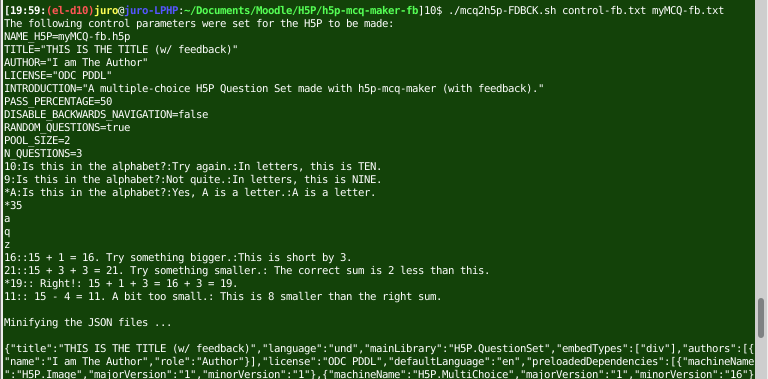 [19:59:(el-d10)juro@juro-LPHP:~/Documents/Moodle/H5P/h5p-mcq-maker-fb]10$ ./mcq2h5p-FDBCK.sh control-fb.txt myMCQ-fb.txt
The following control parameters were set for the H5P to be made:
NAME_H5P=myMCQ-fb.h5p
TITLE="THIS IS THE TITLE (w/ feedback)"
AUTHOR="I am The Author"
LICENSE="ODC PDDL"
INTRODUCTION="A multiple-choice H5P Question Set made with h5p-mcq-maker (with feedback)."
PASS_PERCENTAGE=50
DISABLE_BACKWARDS_NAVIGATION=false
RANDOM_QUESTIONS=true
POOL_SIZE=2
N_QUESTIONS=3
10:Is this in the alphabet?:Try again.:In letters, this is TEN.
9:Is this in the alphabet?:Not quite.:In letters, this is NINE.
*A:Is this in the alphabet?:Yes, A is a letter.:A is a letter.
*35
a
q
z
16::15 + 1 = 16. Try something bigger.:This is short by 3.
21::15 + 3 + 3 = 21. Try something smaller.: The correct sum is 2 less than this.
*19:: Right!: 15 + 1 + 3 = 16 + 3 = 19.
11:: 15 - 4 = 11. A bit too small.: This is 8 smaller than the right sum.
Minifying the JSON files ...
{"title":"THIS IS THE TITLE (w/ feedback)","language":"und","mainLibrary":"H5P.QuestionSet","embedTypes":["div"],"authors":[{
"name":"I am The Author","role":"Author"}],"license":"ODC PDDL","defaultLanguage":"en","preloadedDependencies":[{"machineName
":"H5P.Image","majorVersion":"1","minorVersion":"1"},{"machineName":"H5P.MultiChoice","majorVersion":"1","minorVersion":"16"}